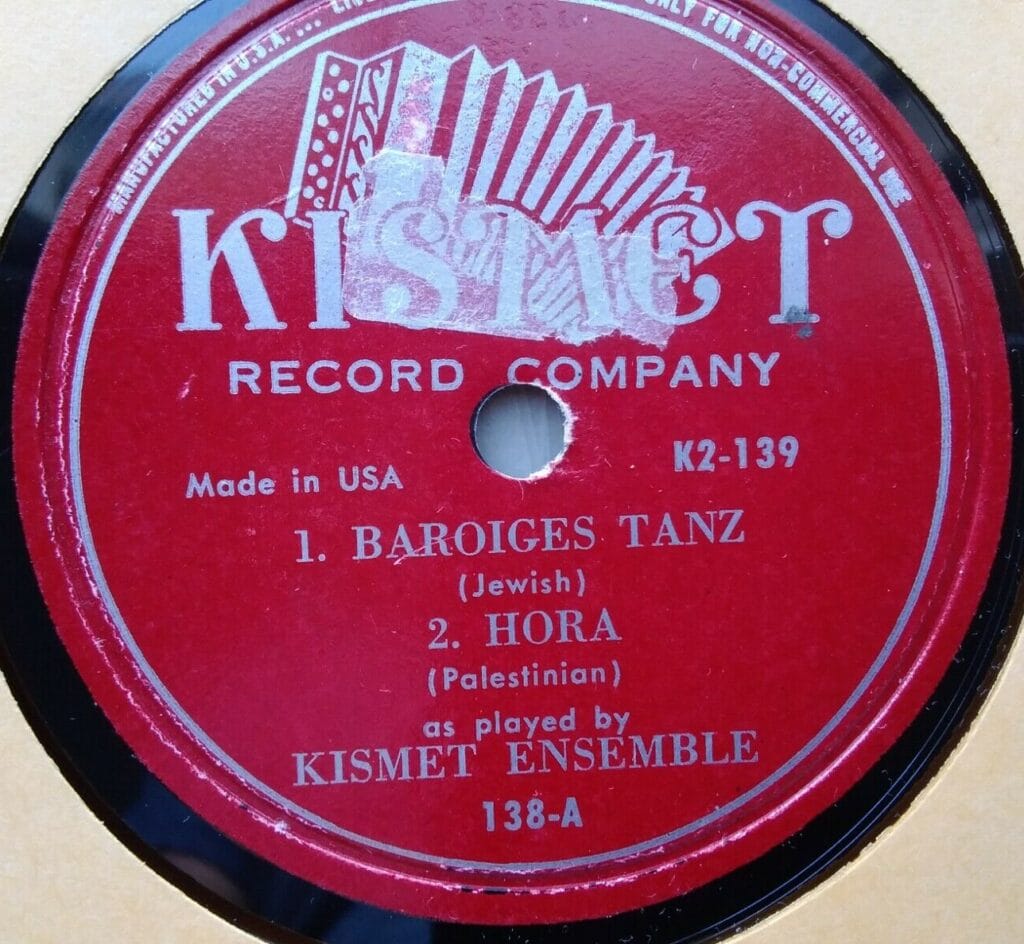 MANUFACTURED IN U.S.A. ...
ONLY FOR NON-COMMERCIAL USE
KISMET
RECORD COMPANY
Made in USA
K2-139
1. BAROIGES TANZ
(Jewish)
2. HORA
(Palestinian)
as played by
KISMET ENSEMBLE
138-A